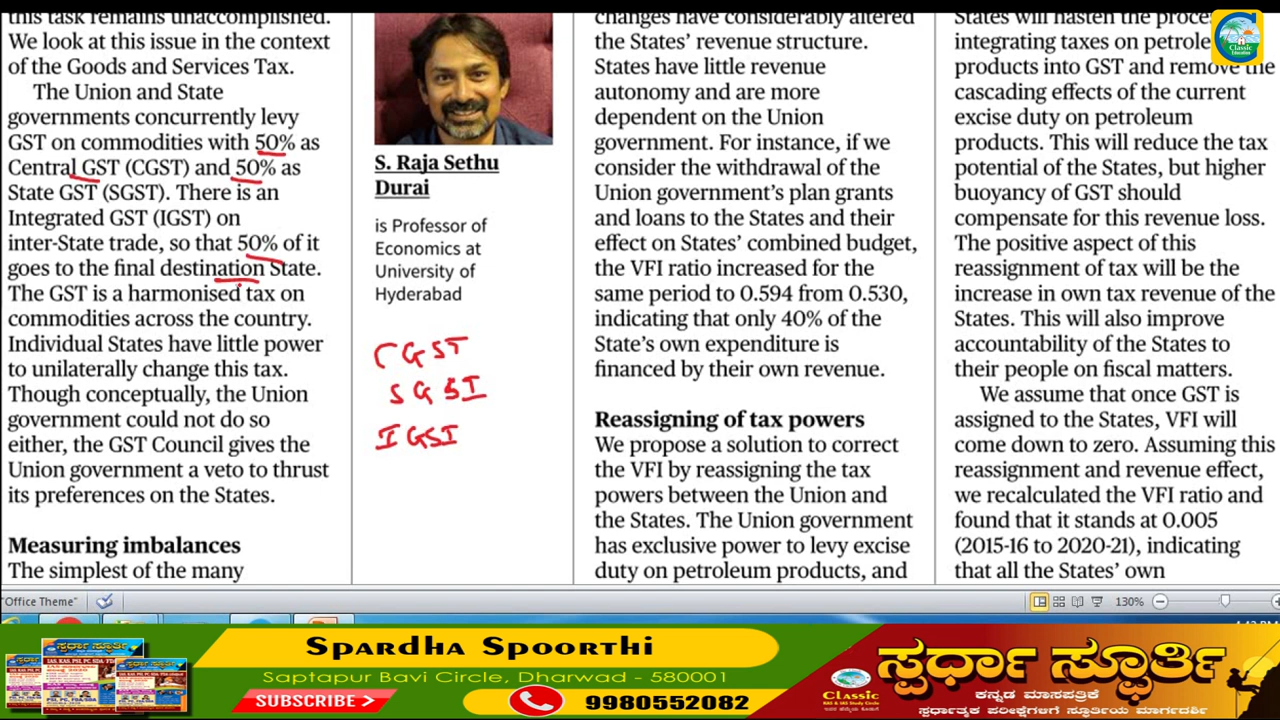 this task remains unaccomplished.
We look at this issue in the context
of the Goods and Services Tax.
The Union and State
governments concurrently levy
GST on commodities with 50% as
Central GST (CGST) and 50% as
State GST (SGST). There is an
Integrated GST (IGST) on
inter-State trade, so that 50% of it
goes to the final destination State.
The GST is a harmonised tax on
commodities across the country.
Individual States have little power
to unilaterally change this tax.
Though conceptually, the Union
government could not do so
either, the GST Council gives the
Union government a veto to thrust
its preferences on the States.
Measuring imbalances
The simplest of the many
S. Raja Sethu
Durai
is Professor of
Economics at
University of
Hyderabad
CGST
SGST
IGST
changes have considerably altered
the States' revenue structure.
States have little revenue
autonomy and are more
dependent on the Union
government. For instance, if we
consider the withdrawal of the
Union government's plan grants
and loans to the States and their
effect on States' combined budget,
the VFI ratio increased for the
same period to 0.594 from 0.530,
indicating that only 40% of the
State's own expenditure is
financed by their own revenue.
Reassigning of tax powers
We propose a solution to correct
the VFI by reassigning the tax
powers between the Union and
the States. The Union government
has exclusive power to levy excise
duty on petroleum products, and
States will hasten the proce
integrating taxes on petrole
products into GST and remove the
cascading effects of the current
excise duty on petroleum
products. This will reduce the tax
potential of the States, but higher
buoyancy of GST should
compensate for this revenue loss.
The positive aspect of this
reassignment of tax will be the
increase in own tax revenue of the
States. This will also improve
accountability of the States to
their people on fiscal matters.
We assume that once GST is
assigned to the States, VFI will
come down to zero. Assuming this
reassignment and revenue effect,
we recalculated the VFI ratio and
found that it stands at 0.005
(2015-16 to 2020-21), indicating
that all the States' own
Classic
Education
"Office Theme"
130%
SPARDHA SPOORTHI
Saptapur Bavi Circle, Dharwad - 580001
SUBSCRIBE
9980552082
Classic
KAS & IAS Study Circle
ಸ್ಪರ್ಧಾ ಸ್ಫೂರ್ತಿ
ಕನ್ನಡ ಮಾಸಪತ್ರಿಕೆ
ಸ್ಪರ್ಧಾತ್ಮಕ ಪರೀಕ್ಷೆಗಳಿಗೆ ಸ್ಫೂರ್ತಿಯ ಮಾರ್ಗದರ್ಶಿ